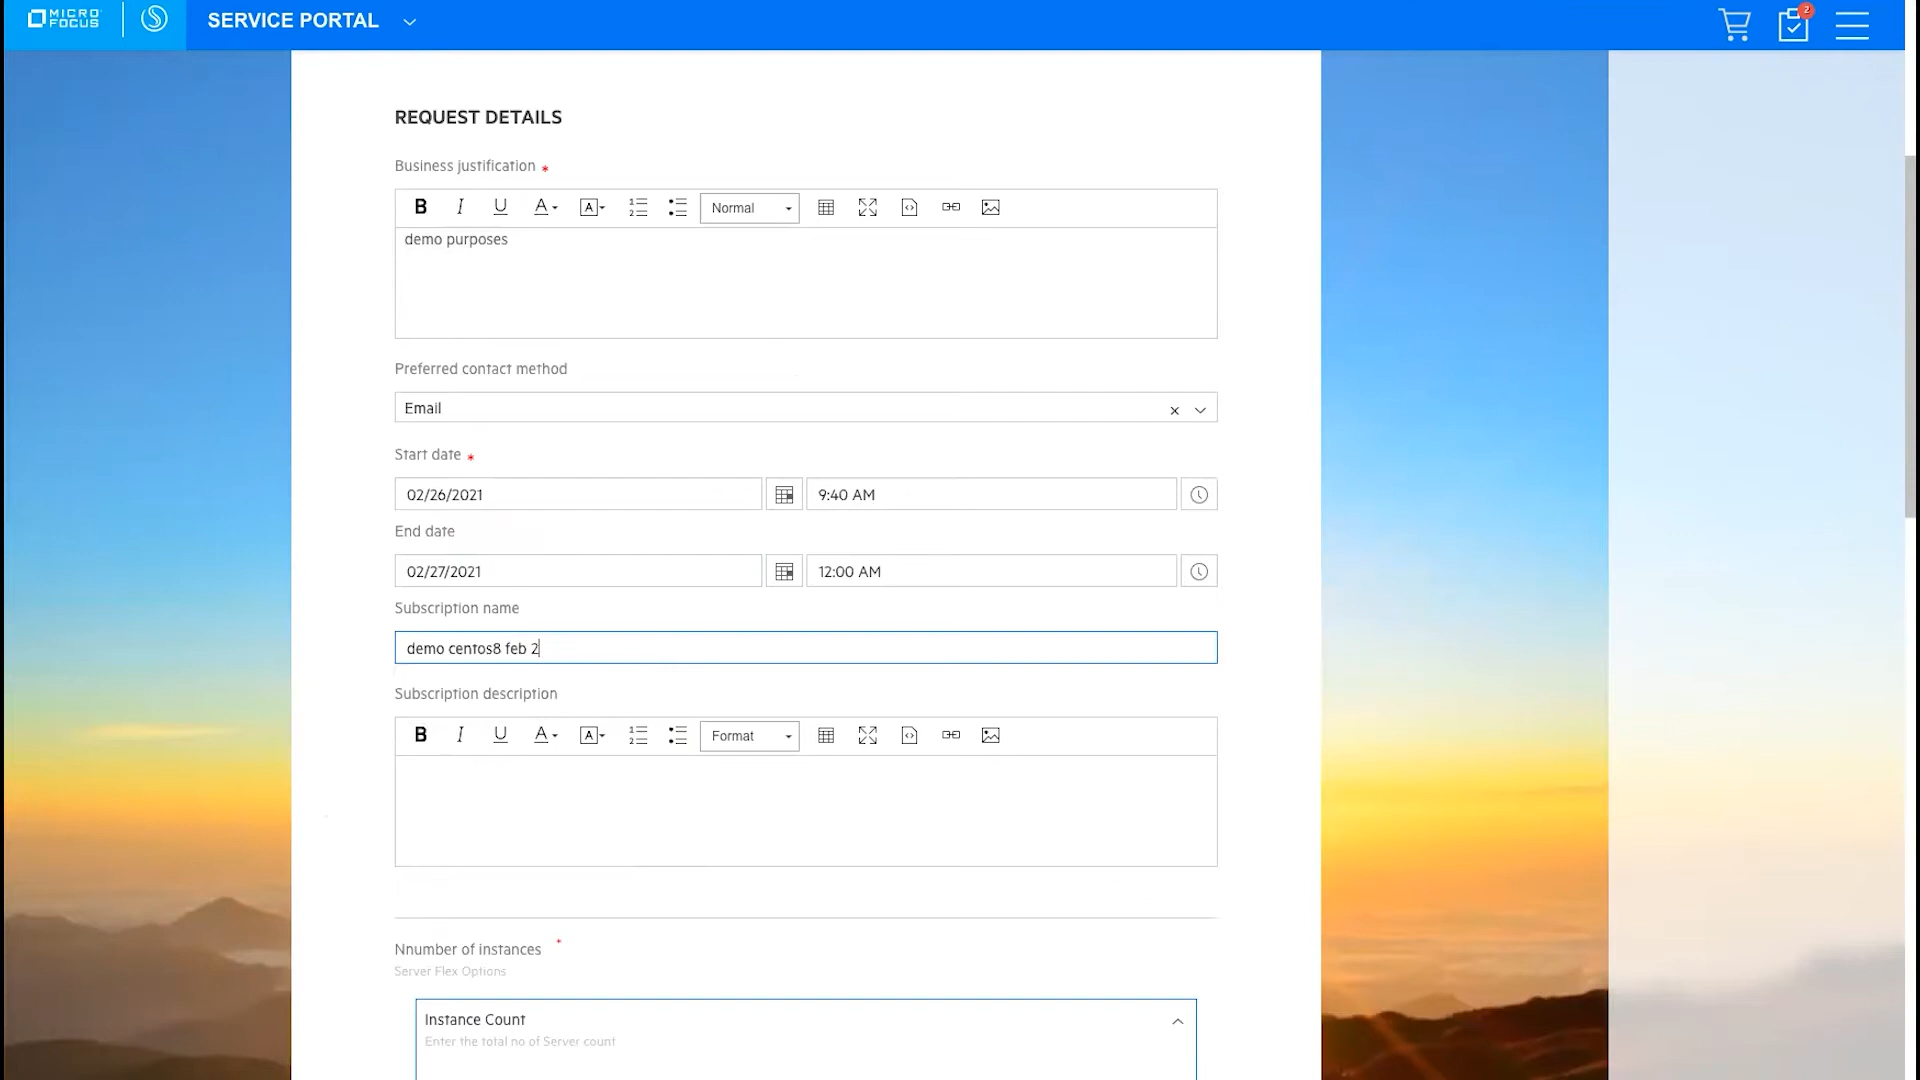 MICRO
FOCUS
SERVICE PORTAL
2
REQUEST DETAILS
Business justification *
B I U A A Normal
demo purposes
Preferred contact method
Email
Start date *
02/26/2021 9:40 AM
End date
02/27/2021 12:00 AM
Subscription name
demo centos8 feb 2
Subscription description
B I U A A Format
Nnumber of instances *
Server Flex Options
Instance Count
Enter the total no of Server count